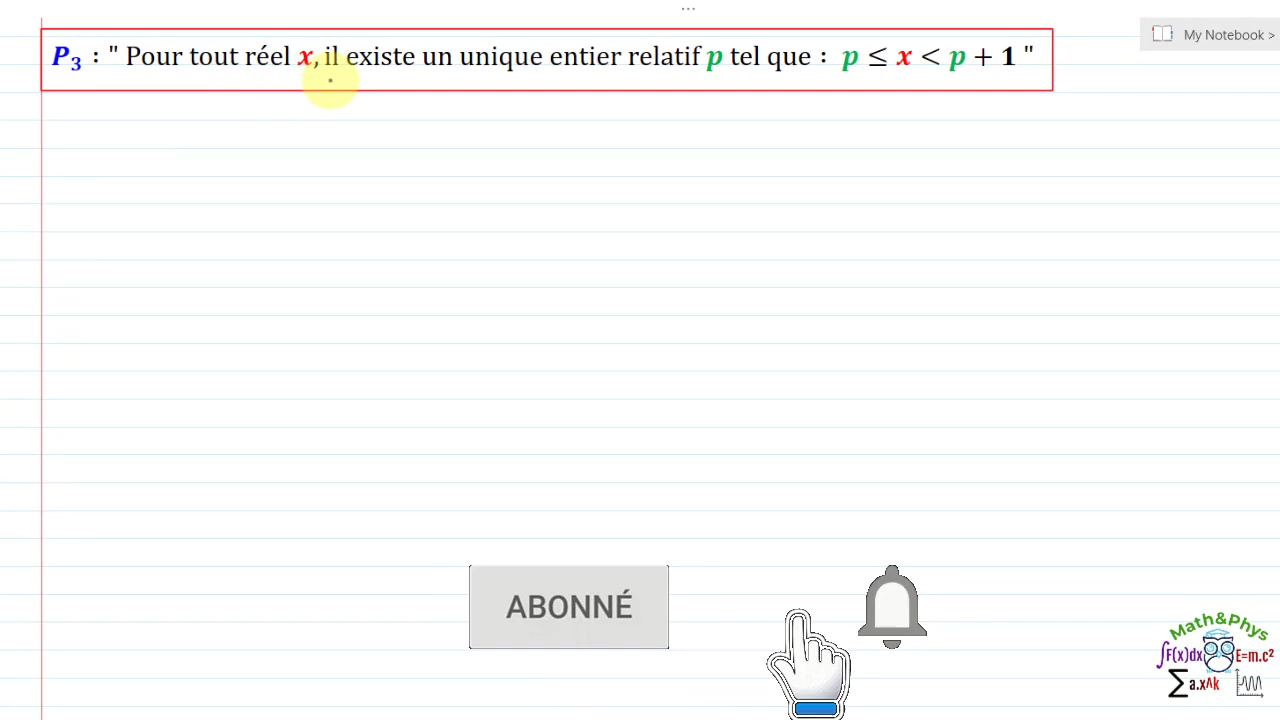 ...
My Notebook >
P₃ : " Pour tout réel x, il existe un unique entier relatif p tel que : p ≤ x < p + 1 "
ABONNÉ
Math&Phys
∫F(x)dx E=m.c²
∑a.x^k